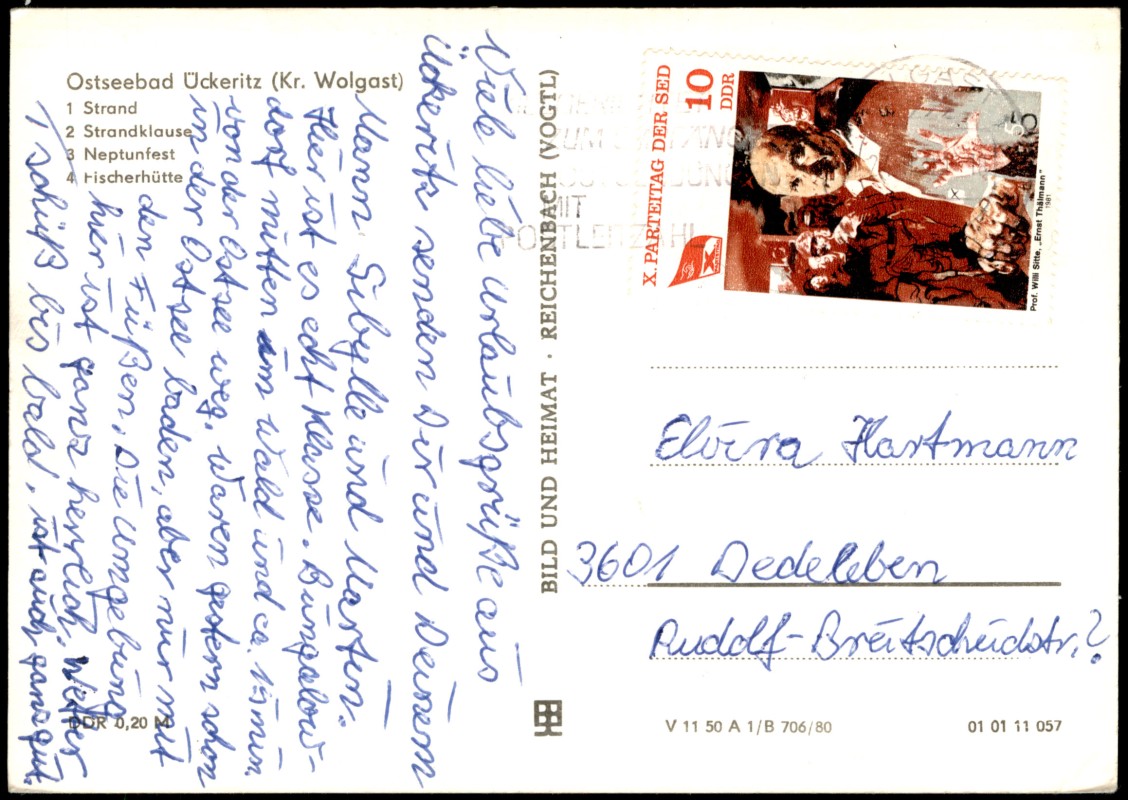 Ostseebad Ückeritz (Kr. Wolgast)
1 Strand
2 Strandklause
3 Neptunfest
4 Fischerhütte
Viele liebe Urlaubsgrüße aus
Ückeritz senden Dir und Deinem
Mann Sibylle und Marten.
Hier ist es echt Klasse. Bungalow-
dorf mitten im Wald und ca. 15 min.
von der Ostsee weg. Waren gestern schon
in der Ostsee baden, aber nur mit
den Füßen. Die Umgebung
hier ist ganz herrlich. Wetter
ist auch ganz gut.
Tschüß bis bald.
DDR 0,20 M
BILD UND HEIMAT · REICHENBACH (VOGTL)
X. PARTEITAG DER SED
10
DDR
X
Prof. Willi Sitte, „Ernst Thälmann"
1981
MIT
POSTLEITZAHL
Elvira Hartmann
3601 Dedeleben
Rudolf-Breitscheidstr.?
V 11 50 A 1/B 706/80
01 01 11 057